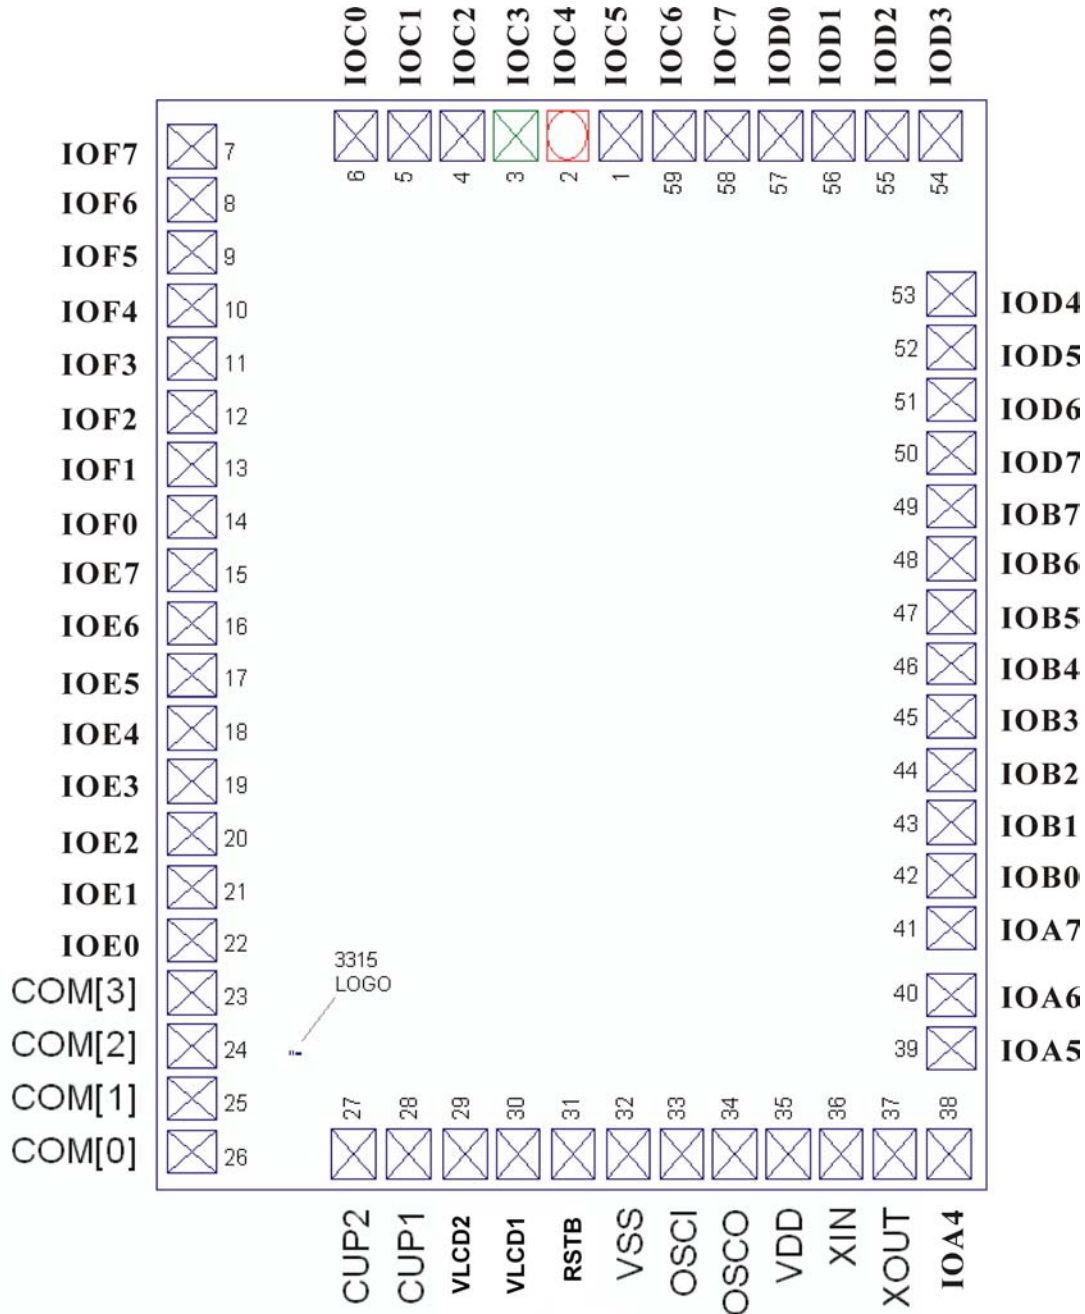 IOC0 IOC1 IOC2 IOC3 IOC4 IOC5 IOC6 IOC7 IOD0 IOD1 IOD2 IOD3
6 5 4 3 2 1 59 58 57 56 55 54
IOF7 7
IOF6 8
IOF5 9
IOF4 10
IOF3 11
IOF2 12
IOF1 13
IOF0 14
IOE7 15
IOE6 16
IOE5 17
IOE4 18
IOE3 19
IOE2 20
IOE1 21
IOE0 22
COM[3] 23
COM[2] 24
COM[1] 25
COM[0] 26
53 IOD4
52 IOD5
51 IOD6
50 IOD7
49 IOB7
48 IOB6
47 IOB5
46 IOB4
45 IOB3
44 IOB2
43 IOB1
42 IOB0
41 IOA7
40 IOA6
39 IOA5
3315
LOGO
27 28 29 30 31 32 33 34 35 36 37 38
CUP2 CUP1 VLCD2 VLCD1 RSTB VSS OSCI OSCO VDD XIN XOUT IOA4